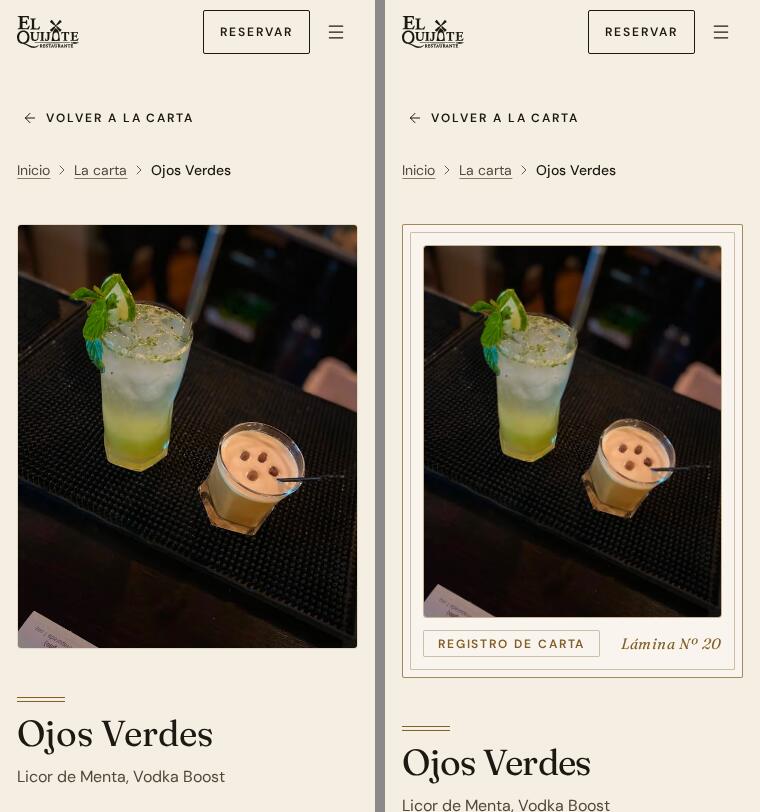 EL QUIJOTE
RESTAURANTE
RESERVAR
VOLVER A LA CARTA
Inicio > La carta > Ojos Verdes
Ojos Verdes
Licor de Menta, Vodka Boost
EL QUIJOTE
RESTAURANTE
RESERVAR
VOLVER A LA CARTA
Inicio > La carta > Ojos Verdes
REGISTRO DE CARTA
Lámina Nº 20
Ojos Verdes
Licor de Menta, Vodka Boost